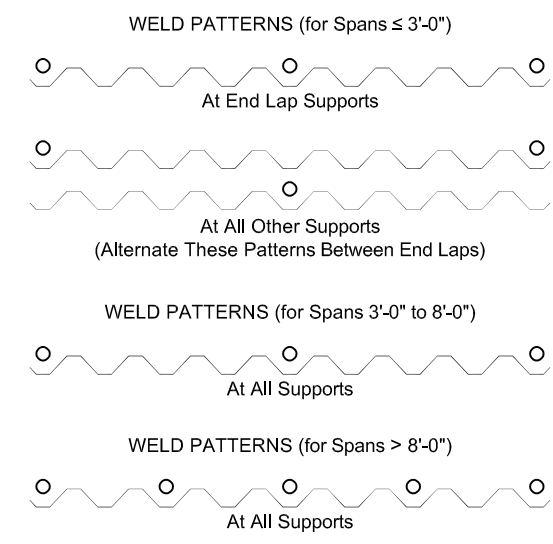 WELD PATTERNS (for Spans ≤ 3'-0")
At End Lap Supports
At All Other Supports
(Alternate These Patterns Between End Laps)
WELD PATTERNS (for Spans 3'-0" to 8'-0")
At All Supports
WELD PATTERNS (for Spans > 8'-0")
At All Supports